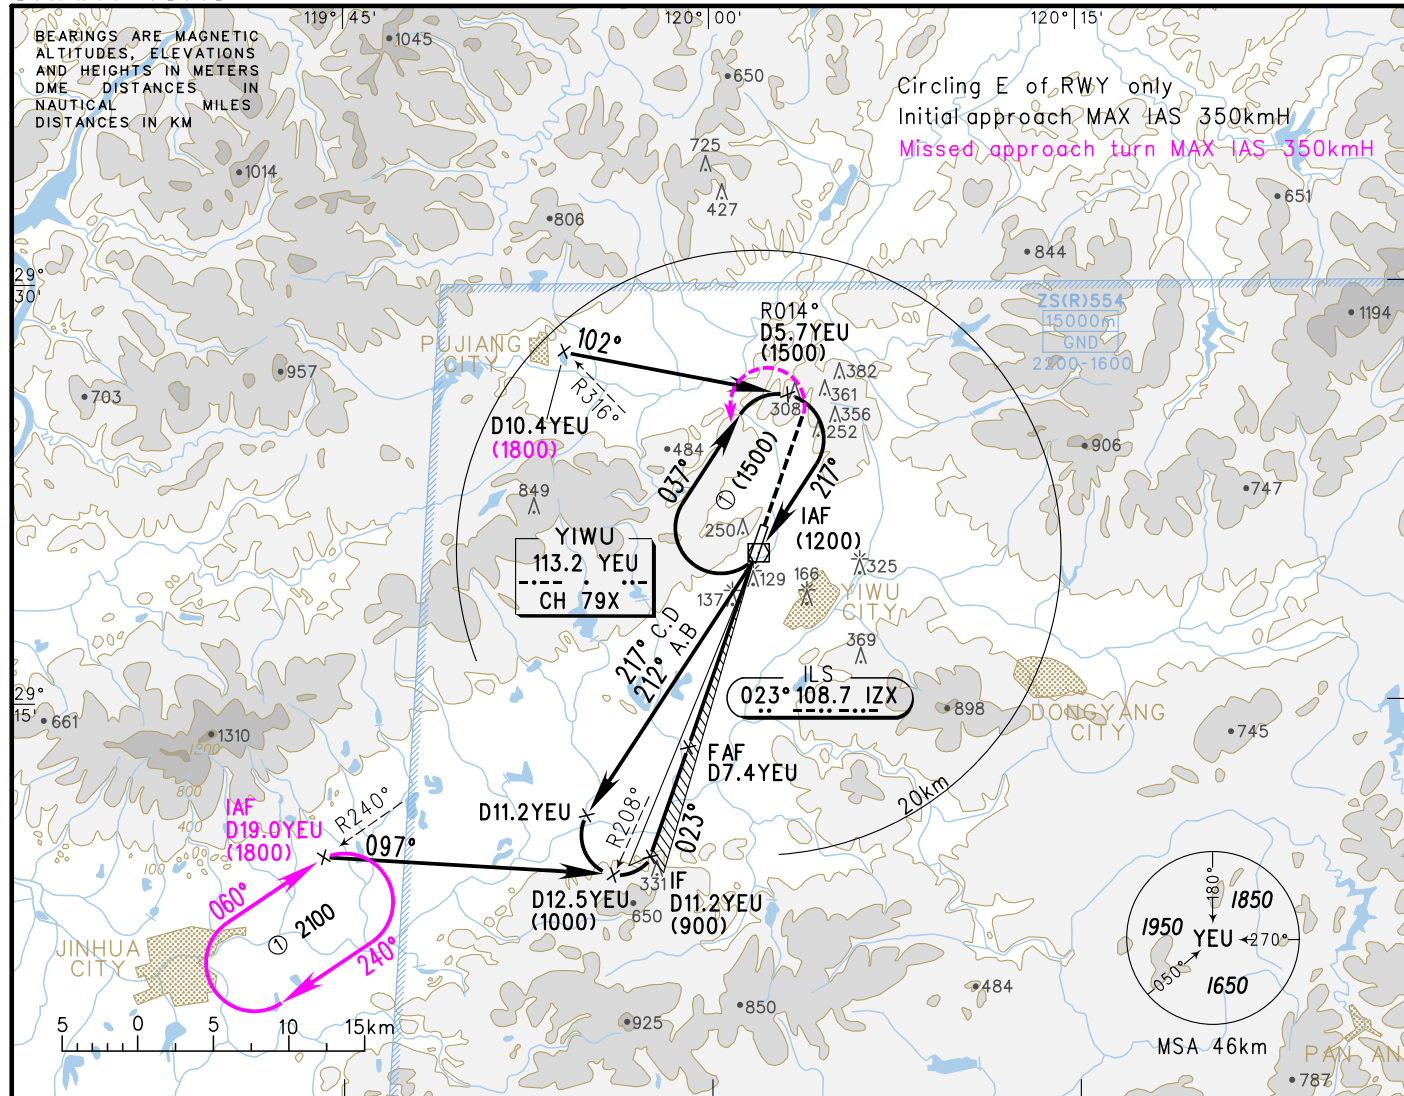 119°45'
120°00'
120°15'
BEARINGS ARE MAGNETIC
ALTITUDES, ELEVATIONS
AND HEIGHTS IN METERS
DME DISTANCES IN
NAUTICAL MILES
DISTANCES IN KM
1045
650
Circling E of RWY only
Initial approach MAX IAS 350kmH
Missed approach turn MAX IAS 350kmH
725
427
1014
806
651
844
29°
30'
ZS(R)554
15000m
GND
2200-1600
1194
R014°
D5.7YEU
(1500)
PUJIANG
CITY
102°
R316°
D10.4YEU
(1800)
957
703
382
361
356
252
308
484
906
747
849
037°
① (1500)
217°
IAF
(1200)
250
YIWU
113.2 YEU
CH 79X
129
137
166
325
YIWU
CITY
369
217° C.D
212° A.B
ILS
023° 108.7 IZX
29°
15'
661
1310
1200
800
400
100
898
DONGYANG
CITY
745
FAF
D7.4YEU
20km
IAF
D19.0YEU
(1800)
R240°
097°
D11.2YEU
R208°
023°
D12.5YEU
(1000)
331
650
IF
D11.2YEU
(900)
060°
① 2100
240°
JINHUA
CITY
180°
1850
1950
YEU
270°
050°
1650
MSA 46km
484
850
925
787
PAN AN
5 0 5 10 15km